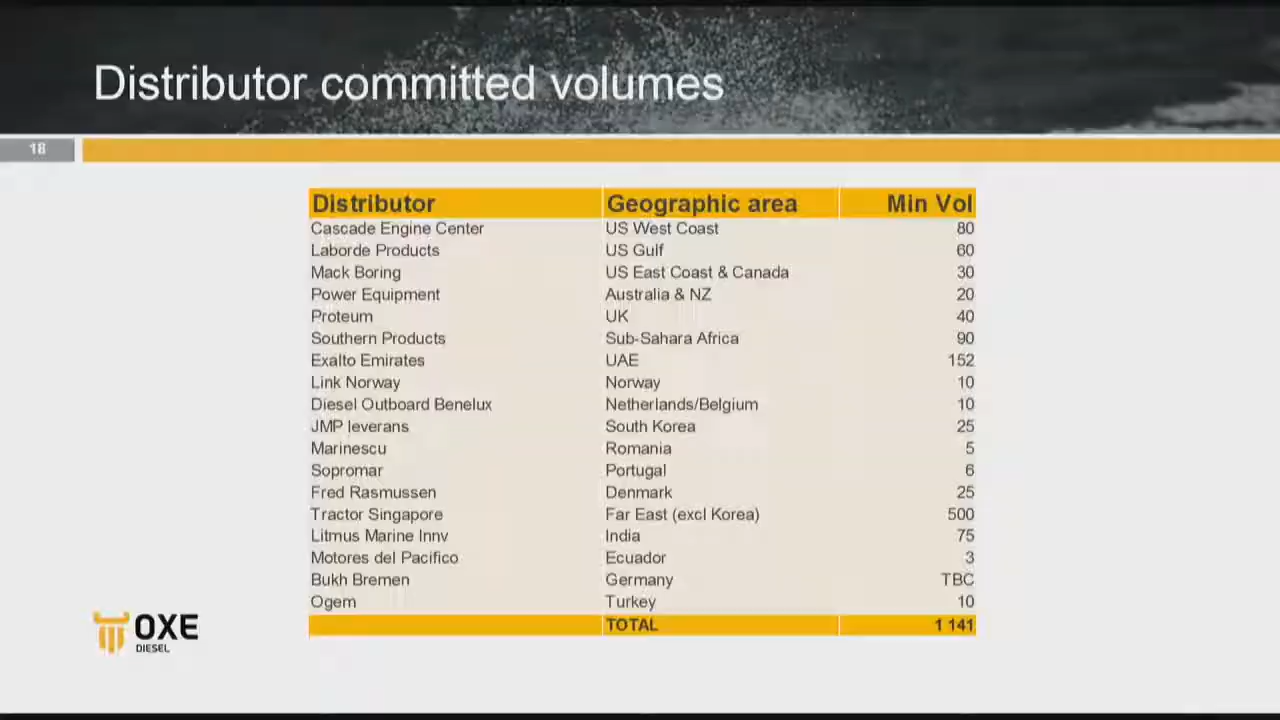 Distributor committed volumes
18
Distributor Geographic area Min Vol
Cascade Engine Center US West Coast 80
Laborde Products US Gulf 60
Mack Boring US East Coast & Canada 30
Power Equipment Australia & NZ 20
Proteum UK 40
Southern Products Sub-Sahara Africa 90
Exalto Emirates UAE 152
Link Norway Norway 10
Diesel Outboard Benelux Netherlands/Belgium 10
JMP leverans South Korea 25
Marinescu Romania 5
Sopromar Portugal 6
Fred Rasmussen Denmark 25
Tractor Singapore Far East (excl Korea) 500
Litmus Marine Innv India 75
Motores del Pacifico Ecuador 3
Bukh Bremen Germany TBC
Ogem Turkey 10
TOTAL 1 141
OXE
DIESEL